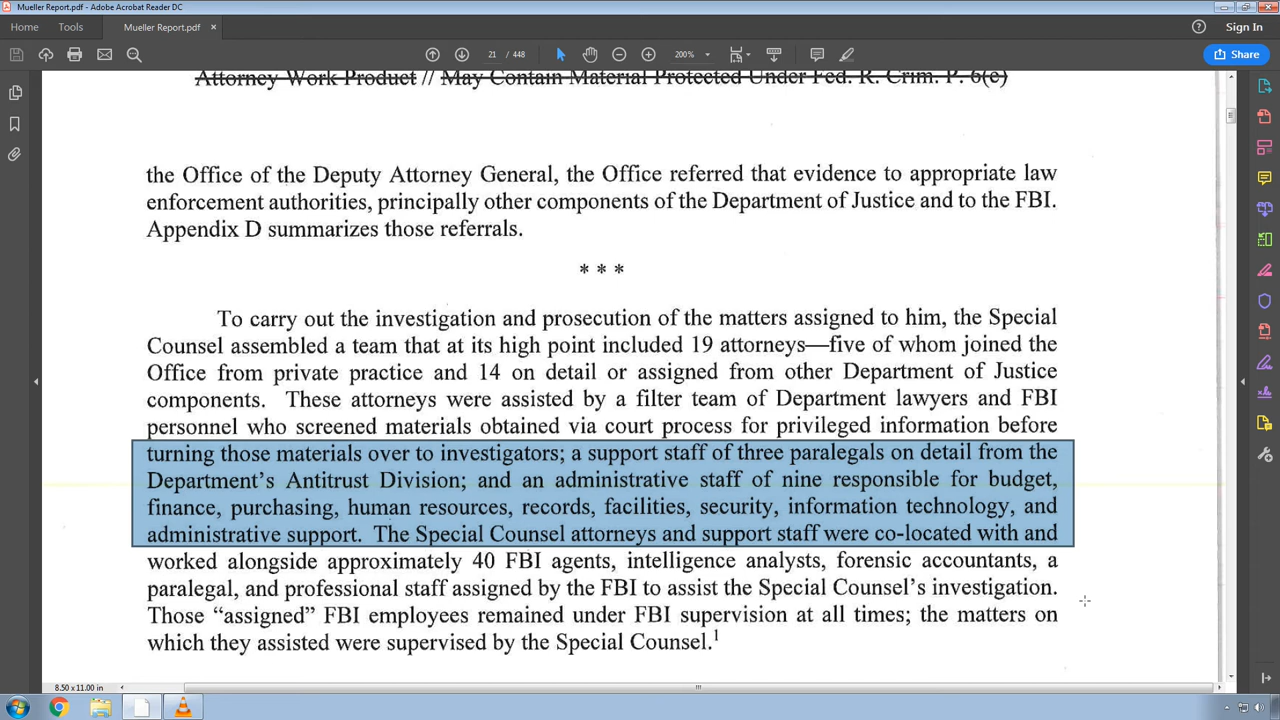 Mueller Report.pdf - Adobe Acrobat Reader DC
Home
Tools
Mueller Report.pdf
Sign In
21 / 448
200%
Share
Attorney Work Product // May Contain Material Protected Under Fed. R. Crim. P. 6(e)
the Office of the Deputy Attorney General, the Office referred that evidence to appropriate law
enforcement authorities, principally other components of the Department of Justice and to the FBI.
Appendix D summarizes those referrals.
* * *
To carry out the investigation and prosecution of the matters assigned to him, the Special
Counsel assembled a team that at its high point included 19 attorneys—five of whom joined the
Office from private practice and 14 on detail or assigned from other Department of Justice
components. These attorneys were assisted by a filter team of Department lawyers and FBI
personnel who screened materials obtained via court process for privileged information before
turning those materials over to investigators; a support staff of three paralegals on detail from the
Department's Antitrust Division; and an administrative staff of nine responsible for budget,
finance, purchasing, human resources, records, facilities, security, information technology, and
administrative support. The Special Counsel attorneys and support staff were co-located with and
worked alongside approximately 40 FBI agents, intelligence analysts, forensic accountants, a
paralegal, and professional staff assigned by the FBI to assist the Special Counsel's investigation.
Those “assigned” FBI employees remained under FBI supervision at all times; the matters on
which they assisted were supervised by the Special Counsel.1
8.50 x 11.00 in